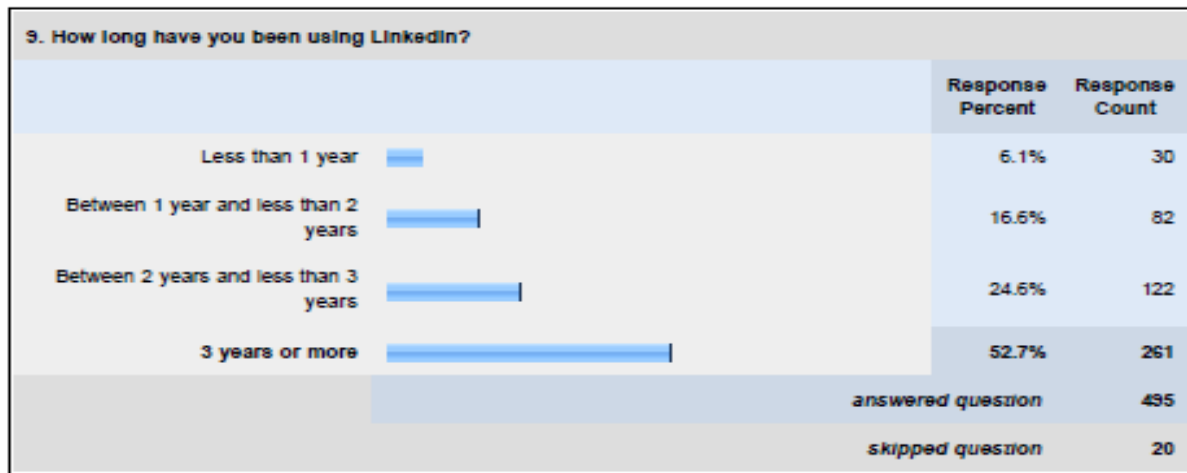 9. How long have you been using LinkedIn?
Response Percent
Response Count
Less than 1 year 6.1% 30
Between 1 year and less than 2
years 16.6% 82
Between 2 years and less than 3
years 24.6% 122
3 years or more 52.7% 261
answered question 495
skipped question 20